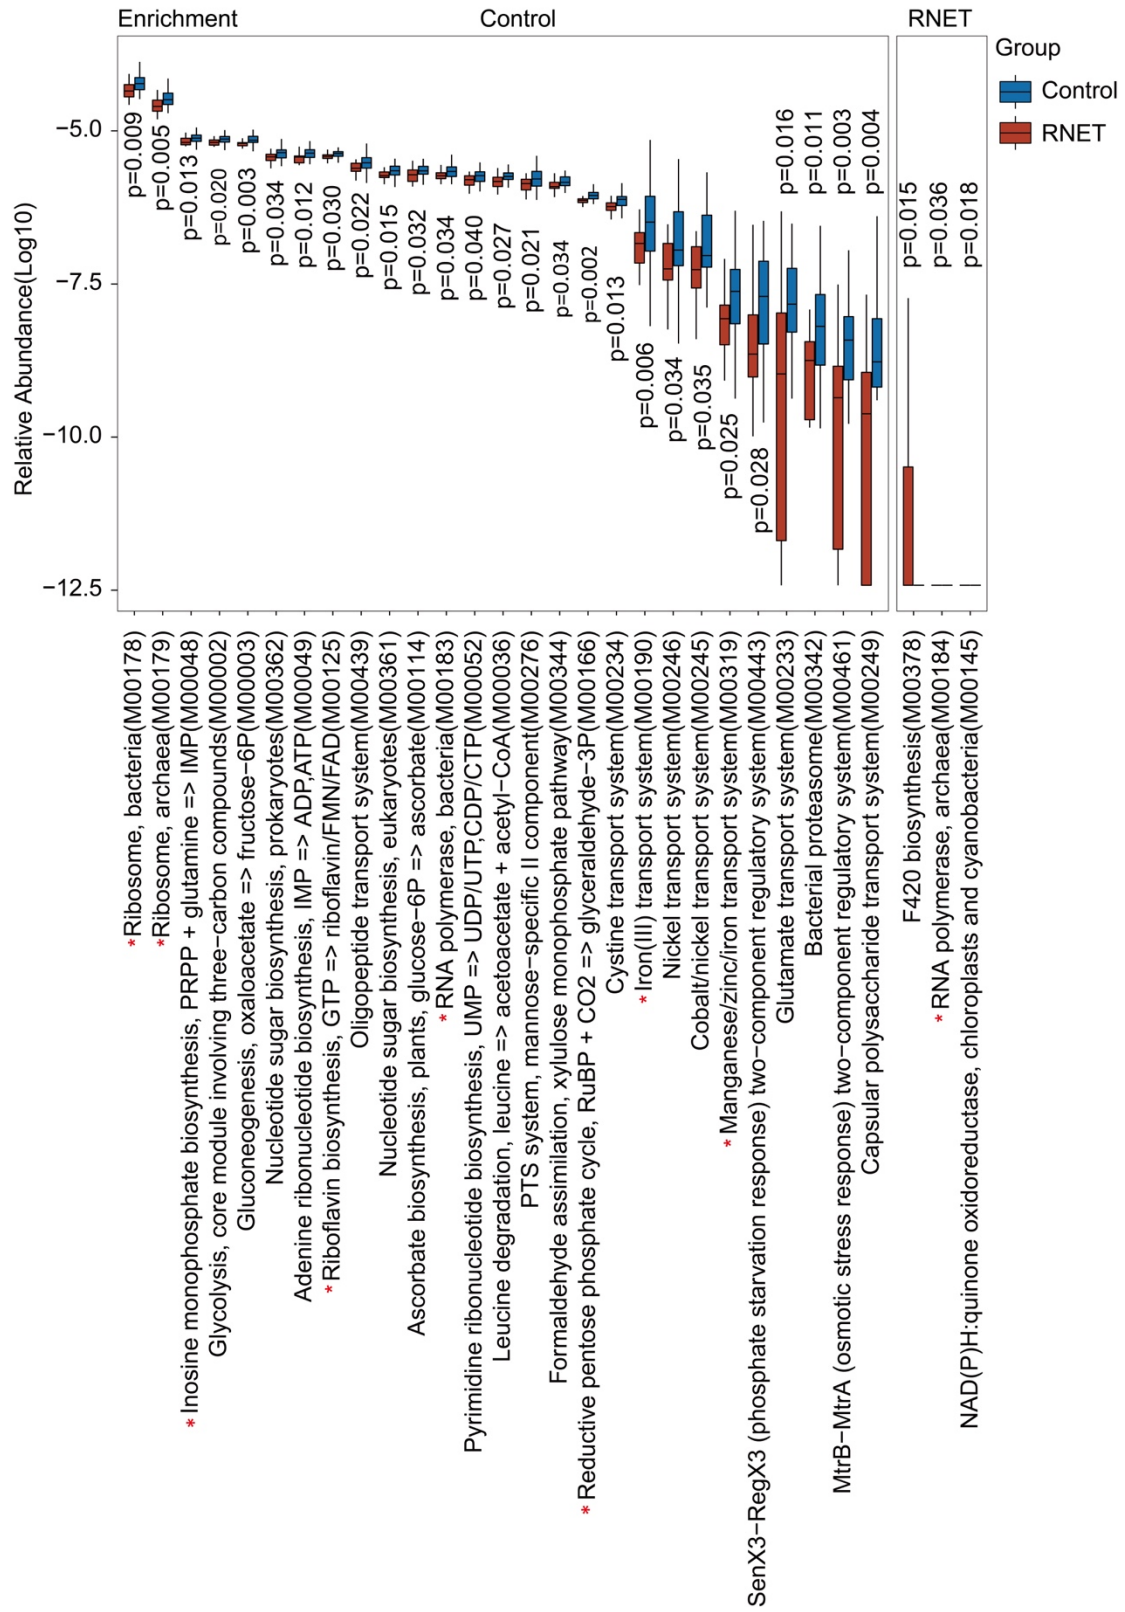 Enrichment
Control
RNET
Group
Control
RNET
Relative Abundance(Log10)
−5.0
−7.5
−10.0
−12.5
p=0.009
p=0.005
p=0.013
p=0.020
p=0.003
p=0.034
p=0.012
p=0.030
p=0.022
p=0.015
p=0.032
p=0.034
p=0.040
p=0.027
p=0.021
p=0.034
p=0.002
p=0.013
p=0.006
p=0.034
p=0.035
p=0.025
p=0.028
p=0.016
p=0.011
p=0.003
p=0.004
p=0.015
p=0.036
p=0.018
*Ribosome, bacteria(M00178)
*Ribosome, archaea(M00179)
*Inosine monophosphate biosynthesis, PRPP + glutamine => IMP(M00048)
Glycolysis, core module involving three−carbon compounds(M00002)
Gluconeogenesis, oxaloacetate => fructose−6P(M00003)
Nucleotide sugar biosynthesis, prokaryotes(M00362)
Adenine ribonucleotide biosynthesis, IMP => ADP,ATP(M00049)
*Riboflavin biosynthesis, GTP => riboflavin/FMN/FAD(M00125)
Oligopeptide transport system(M00439)
Nucleotide sugar biosynthesis, eukaryotes(M00361)
Ascorbate biosynthesis, plants, glucose−6P => ascorbate(M00114)
*RNA polymerase, bacteria(M00183)
Pyrimidine ribonucleotide biosynthesis, UMP => UDP/UTP,CDP/CTP(M00052)
Leucine degradation, leucine => acetoacetate + acetyl−CoA(M00036)
PTS system, mannose−specific II component(M00276)
Formaldehyde assimilation, xylulose monophosphate pathway(M00344)
*Reductive pentose phosphate cycle, RuBP + CO2 => glyceraldehyde−3P(M00166)
Cystine transport system(M00234)
*Iron(III) transport system(M00190)
Nickel transport system(M00246)
Cobalt/nickel transport system(M00245)
*Manganese/zinc/iron transport system(M00319)
SenX3−RegX3 (phosphate starvation response) two−component regulatory system(M00443)
Glutamate transport system(M00233)
Bacterial proteasome(M00342)
MtrB−MtrA (osmotic stress response) two−component regulatory system(M00461)
Capsular polysaccharide transport system(M00249)
F420 biosynthesis(M00378)
*RNA polymerase, archaea(M00184)
NAD(P)H:quinone oxidoreductase, chloroplasts and cyanobacteria(M00145)